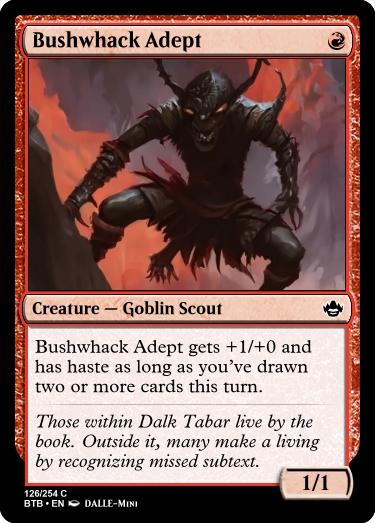 Bushwhack Adept
Creature — Goblin Scout
Bushwhack Adept gets +1/+0 and
has haste as long as you've drawn
two or more cards this turn.
Those within Dalk Tabar live by the
book. Outside it, many make a living
by recognizing missed subtext.
1/1
126/254 C
BTB • EN DALLE-Mini